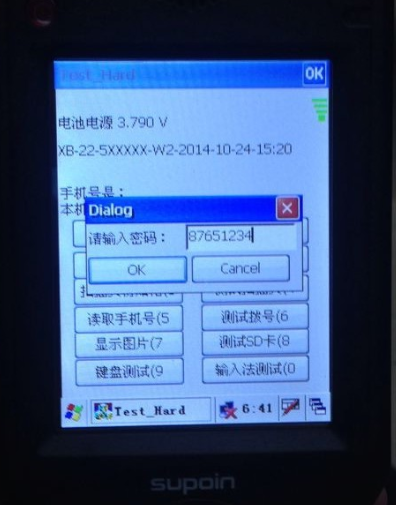 Test_Hard OK
电池电源 3.790 V
XB-22-5XXXXX-W2-2014-10-24-15:20
手机号是：
本机
Dialog
请输入密码： 87651234
OK Cancel
读取手机号(5 测试拨号(6
显示图片(7 测试SD卡(8
键盘测试(9 输入法测试(0
Test_Hard 6:41
supoin